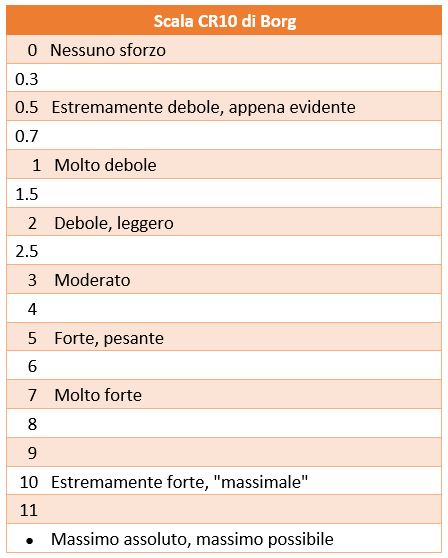 Scala CR10 di Borg
0 Nessuno sforzo
0.3
0.5 Estremamente debole, appena evidente
0.7
1 Molto debole
1.5
2 Debole, leggero
2.5
3 Moderato
4
5 Forte, pesante
6
7 Molto forte
8
9
10 Estremamente forte, "massimale"
11
• Massimo assoluto, massimo possibile